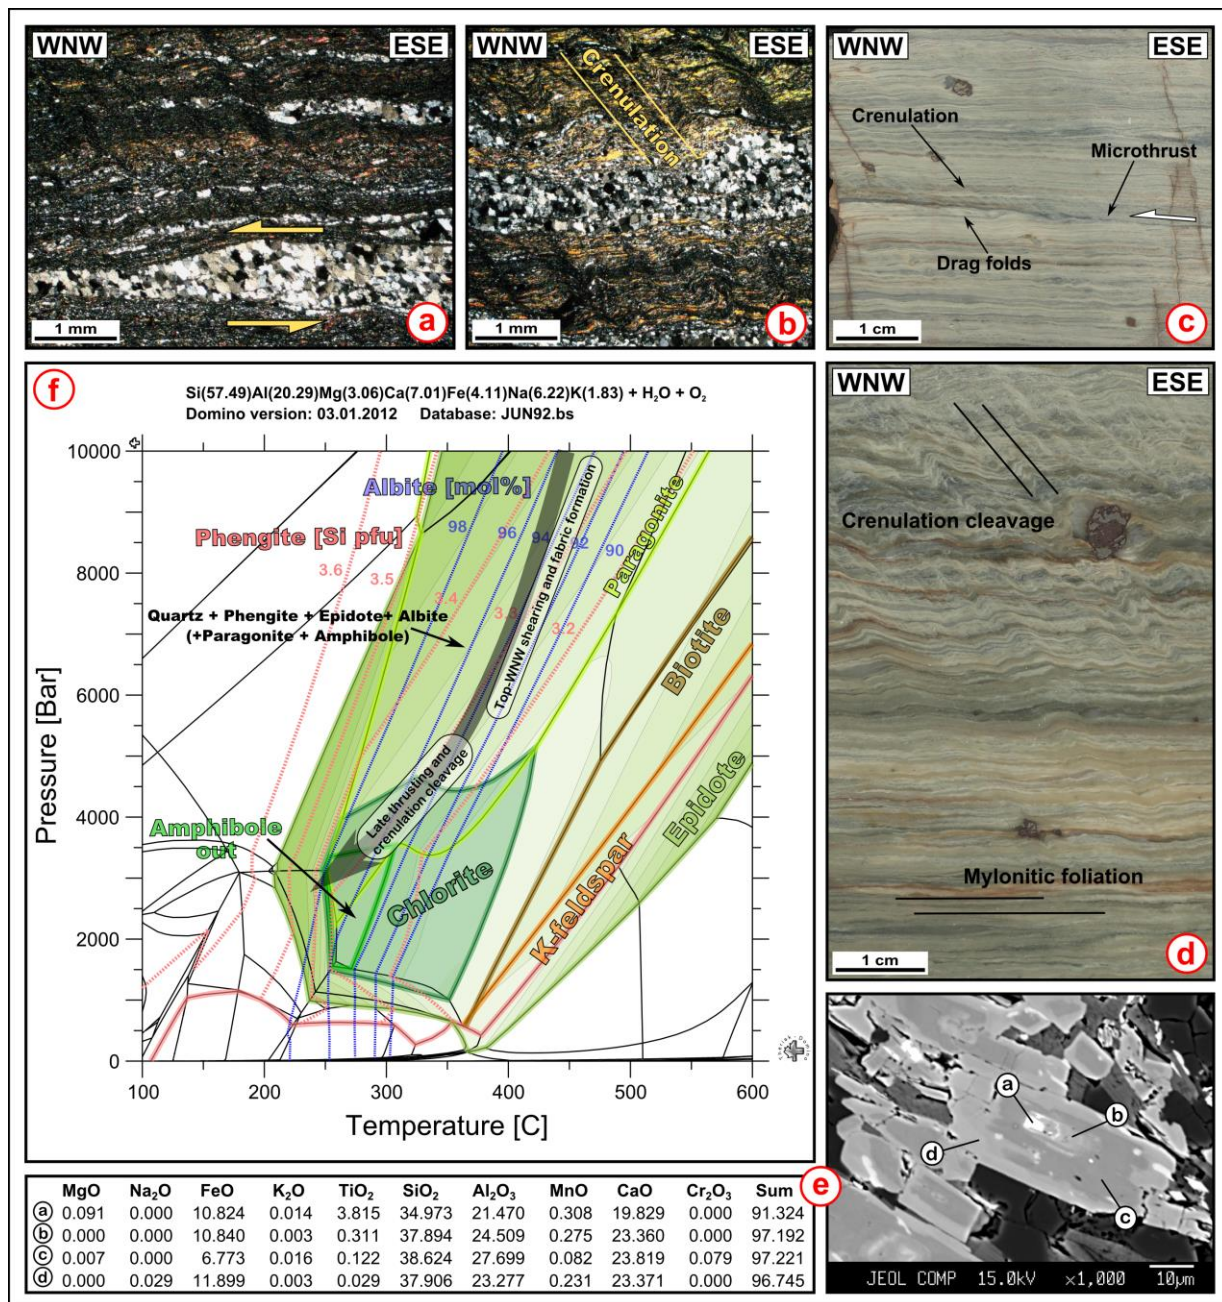 WNW ESE
1 mm
a
WNW ESE
Crenulation
1 mm
b
WNW ESE
Crenulation
Microthrust
Drag folds
1 cm
c
WNW ESE
Crenulation cleavage
Mylonitic foliation
1 cm
d
f
Si(57.49)Al(20.29)Mg(3.06)Ca(7.01)Fe(4.11)Na(6.22)K(1.83) + H₂O + O₂
Domino version: 03.01.2012 Database: JUN92.bs
10000
8000
6000
4000
2000
0
Pressure [Bar]
100 200 300 400 500 600
Temperature [C]
Albite [mol%]
98 96 94 92 90
Phengite [Si pfu]
3.6 3.5 3.4 3.3 3.2
Quartz + Phengite + Epidote+ Albite
(+Paragonite + Amphibole)
Top-WNW shearing and fabric formation
Late thrusting and
crenulation cleavage
Paragonite
Biotite
Amphibole
out
Chlorite
K-feldspar
Epidote
e
a
b
c
d
JEOL COMP 15.0kV ×1,000 10µm
MgO Na₂O FeO K₂O TiO₂ SiO₂ Al₂O₃ MnO CaO Cr₂O₃ Sum
a 0.091 0.000 10.824 0.014 3.815 34.973 21.470 0.308 19.829 0.000 91.324
b 0.000 0.000 10.840 0.003 0.311 37.894 24.509 0.275 23.360 0.000 97.192
c 0.007 0.000 6.773 0.016 0.122 38.624 27.699 0.082 23.819 0.079 97.221
d 0.000 0.029 11.899 0.003 0.029 37.906 23.277 0.231 23.371 0.000 96.745